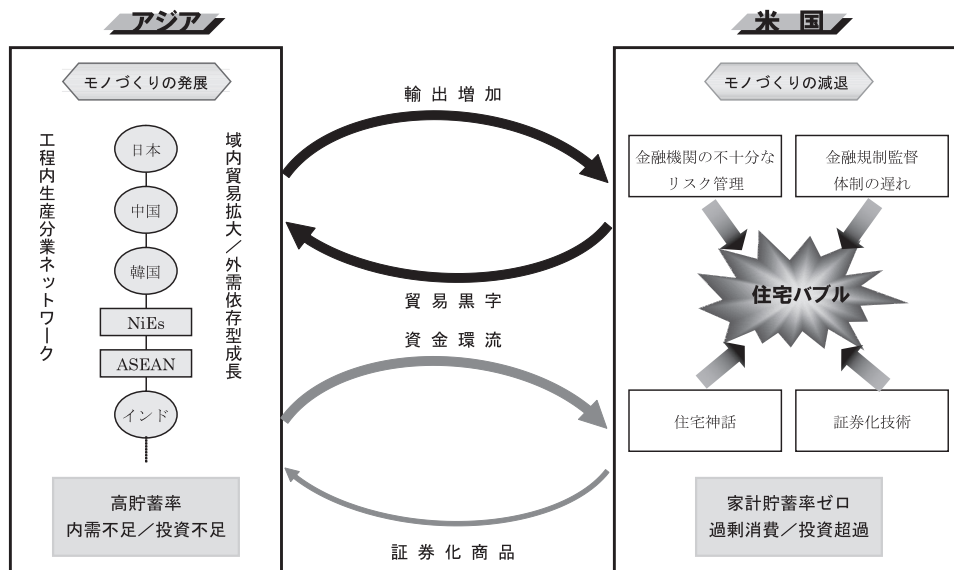 アジア
モノづくりの発展
工程内生産分業ネットワーク
日本
中国
韓国
NiEs
ASEAN
インド
域内貿易拡大／外需依存型成長
高貯蓄率
内需不足／投資不足
輸出増加
貿易黒字
資金環流
証券化商品
米国
モノづくりの減退
金融機関の不十分な
リスク管理
金融規制監督
体制の遅れ
住宅バブル
住宅神話
証券化技術
家計貯蓄率ゼロ
過剰消費／投資超過